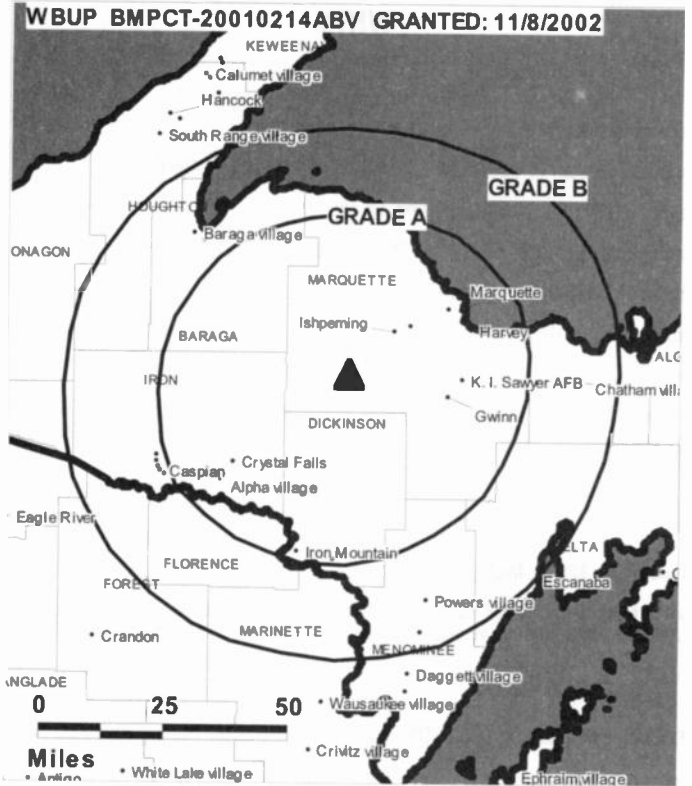 WBUP BMPCT-20010214ABV GRANTED: 11/8/2002
KEWEENA
Calumet village
Hancock
South Range village
GRADE B
HOUGHTON
GRADE A
Baraga village
ONAGON
MARQUETTE
Marquette
Ishpeming
Harvey
BARAGA
ALG
IRON
K. I. Sawyer AFB
Chatham villa
Gwinn
DICKINSON
Crystal Falls
Caspian
Alpha village
Eagle River
Iron Mountain
ELTA
FLORENCE
Escanaba
FOREST
Powers village
Crandon
MARINETTE
MENOMINEE
Daggett village
ANGLADE
0 25 50
Wausaukee village
Miles
Crivitz village
Antigo
White Lake village
Ephraim village